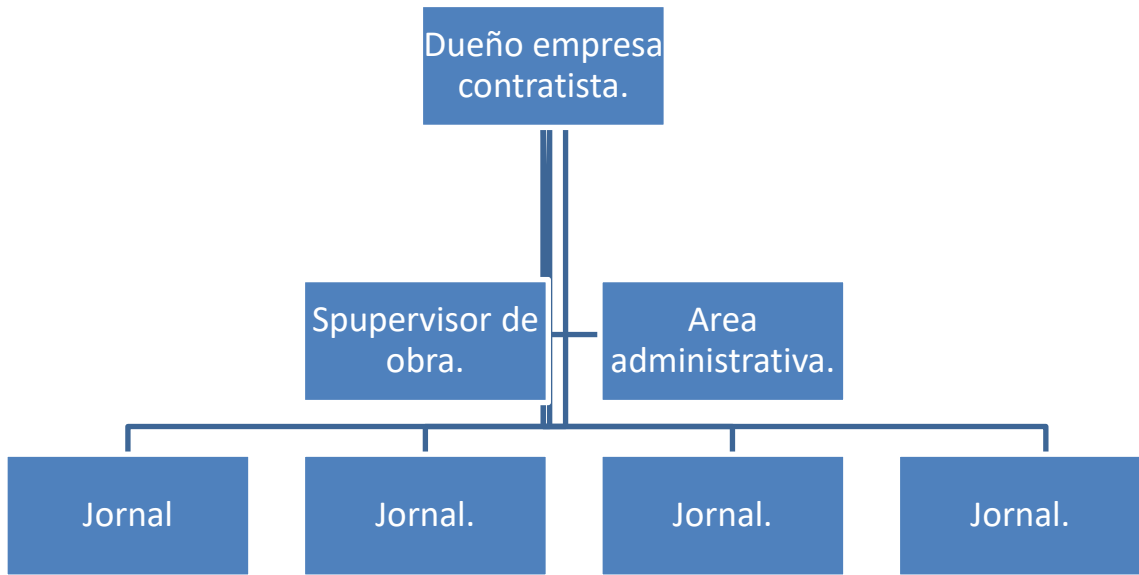 Dueño empresa
contratista.
Spupervisor de
obra.
Area
administrativa.
Jornal
Jornal.
Jornal.
Jornal.